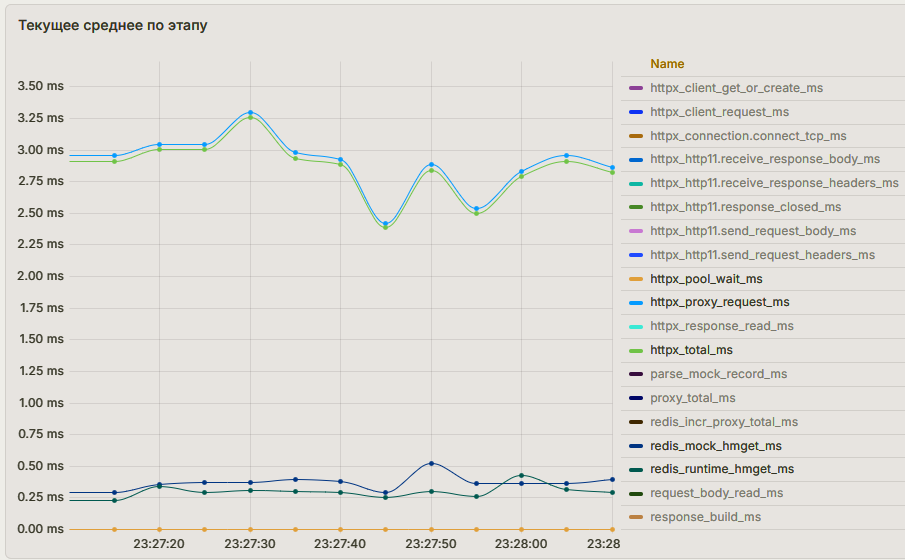 Текущее среднее по этапу
Name
3.50 ms
3.25 ms
3.00 ms
2.75 ms
2.50 ms
2.25 ms
2.00 ms
1.75 ms
1.50 ms
1.25 ms
1.00 ms
0.75 ms
0.50 ms
0.25 ms
0.00 ms
23:27:20 23:27:30 23:27:40 23:27:50 23:28:00 23:28
httpx_client_get_or_create_ms
httpx_client_request_ms
httpx_connection.connect_tcp_ms
httpx_http11.receive_response_body_ms
httpx_http11.receive_response_headers_ms
httpx_http11.response_closed_ms
httpx_http11.send_request_body_ms
httpx_http11.send_request_headers_ms
httpx_pool_wait_ms
httpx_proxy_request_ms
httpx_response_read_ms
httpx_total_ms
parse_mock_record_ms
proxy_total_ms
redis_incr_proxy_total_ms
redis_mock_hmget_ms
redis_runtime_hmget_ms
request_body_read_ms
response_build_ms